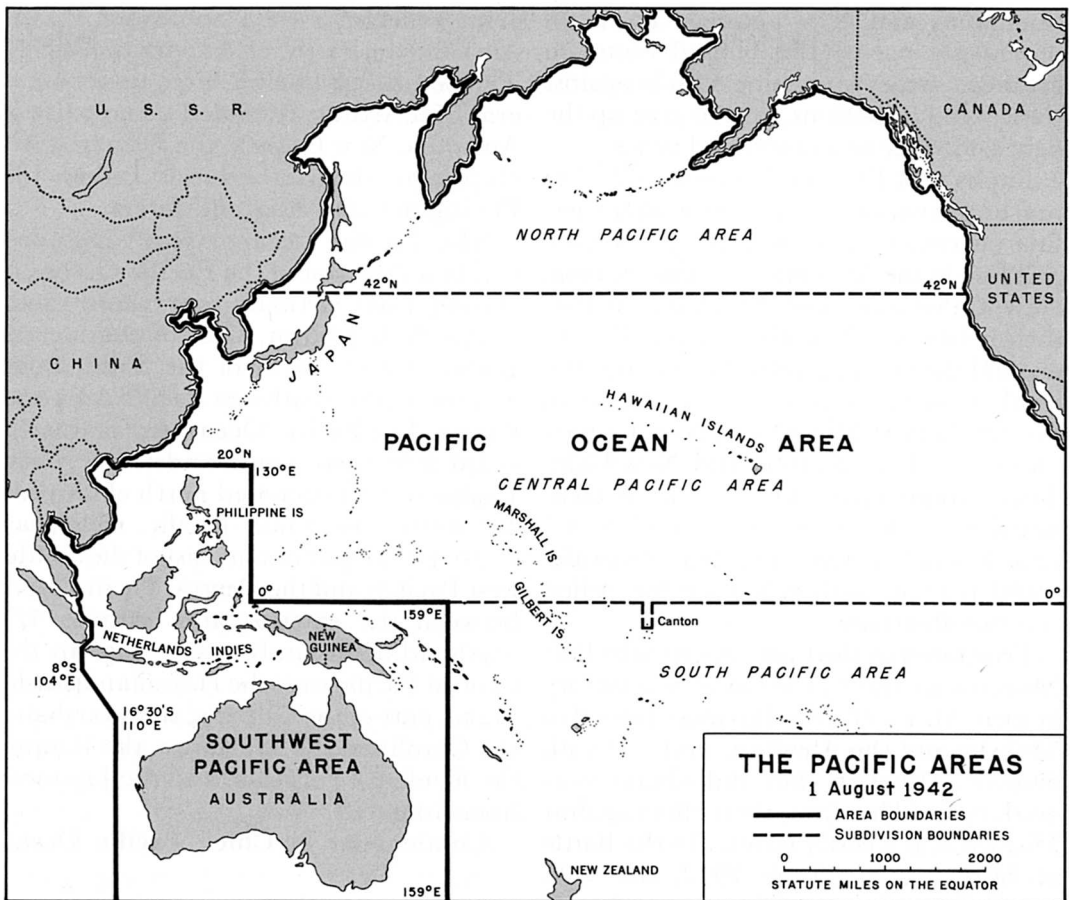 U. S. S. R.
CANADA
NORTH PACIFIC AREA
42°N
42°N
UNITED
STATES
CHINA
JAPAN
HAWAIIAN ISLANDS
PACIFIC OCEAN AREA
20°N
130°E
CENTRAL PACIFIC AREA
PHILIPPINE IS
MARSHALL IS
GILBERT IS
0°
0°
159°E
Canton
NETHERLANDS INDIES
NEW
GUINEA
8°S
104°E
SOUTH PACIFIC AREA
16°30'S
110°E
SOUTHWEST
PACIFIC AREA
AUSTRALIA
THE PACIFIC AREAS
1 August 1942
AREA BOUNDARIES
SUBDIVISION BOUNDARIES
0 1000 2000
STATUTE MILES ON THE EQUATOR
NEW ZEALAND
159°E